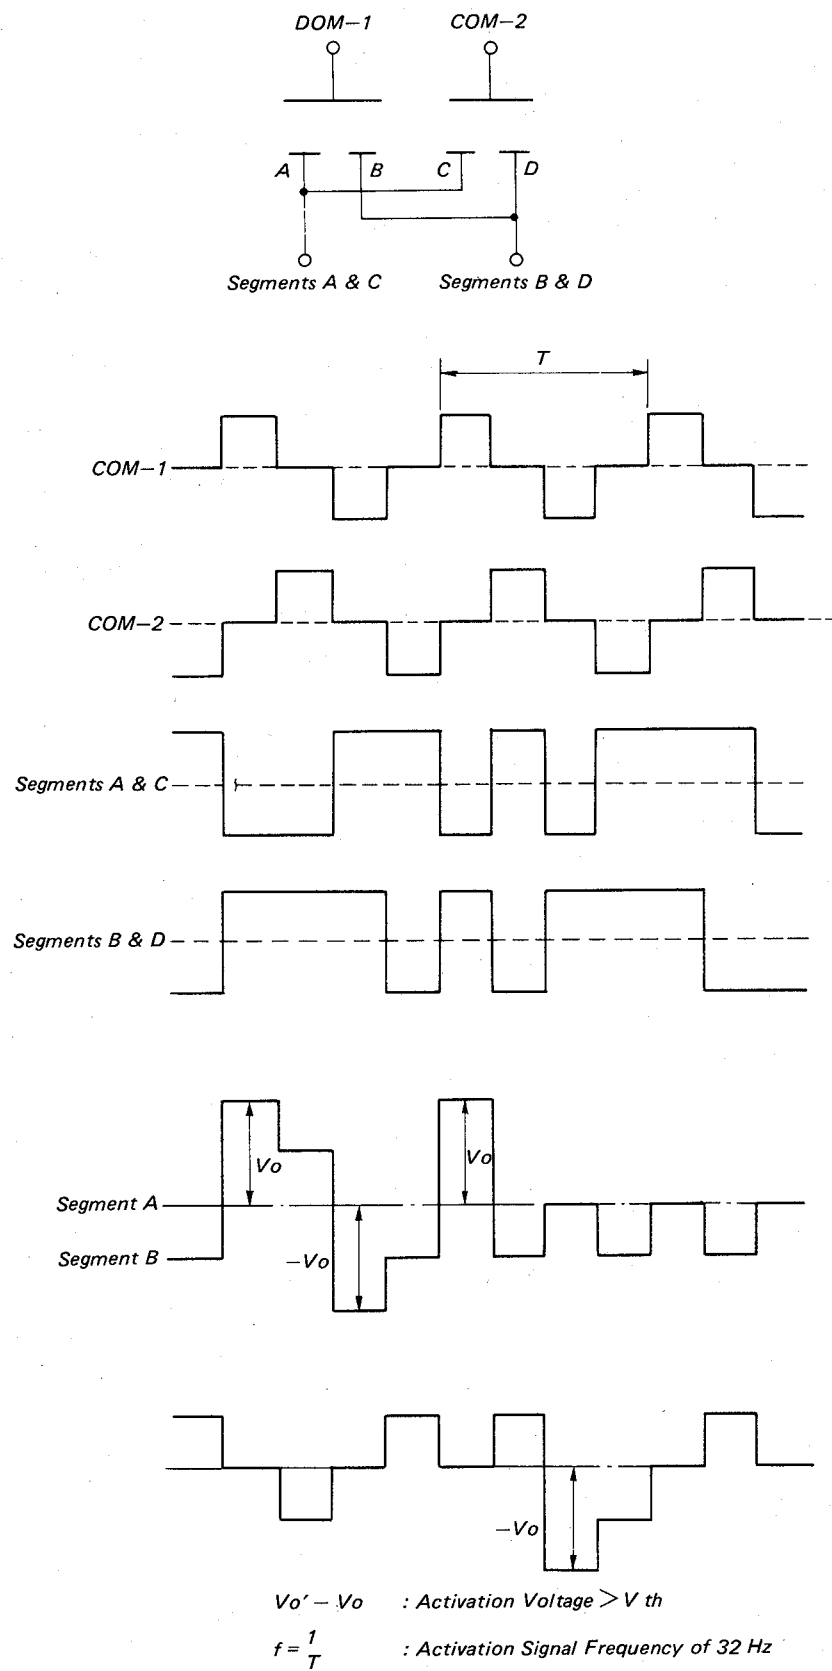 DOM-1 COM-2
A B C D
Segments A & C Segments B & D
T
COM-1
COM-2
Segments A & C
Segments B & D
Vo Vo
Segment A
Segment B
-Vo
-Vo
Vo' - Vo : Activation Voltage > V th
f = 1/T : Activation Signal Frequency of 32 Hz